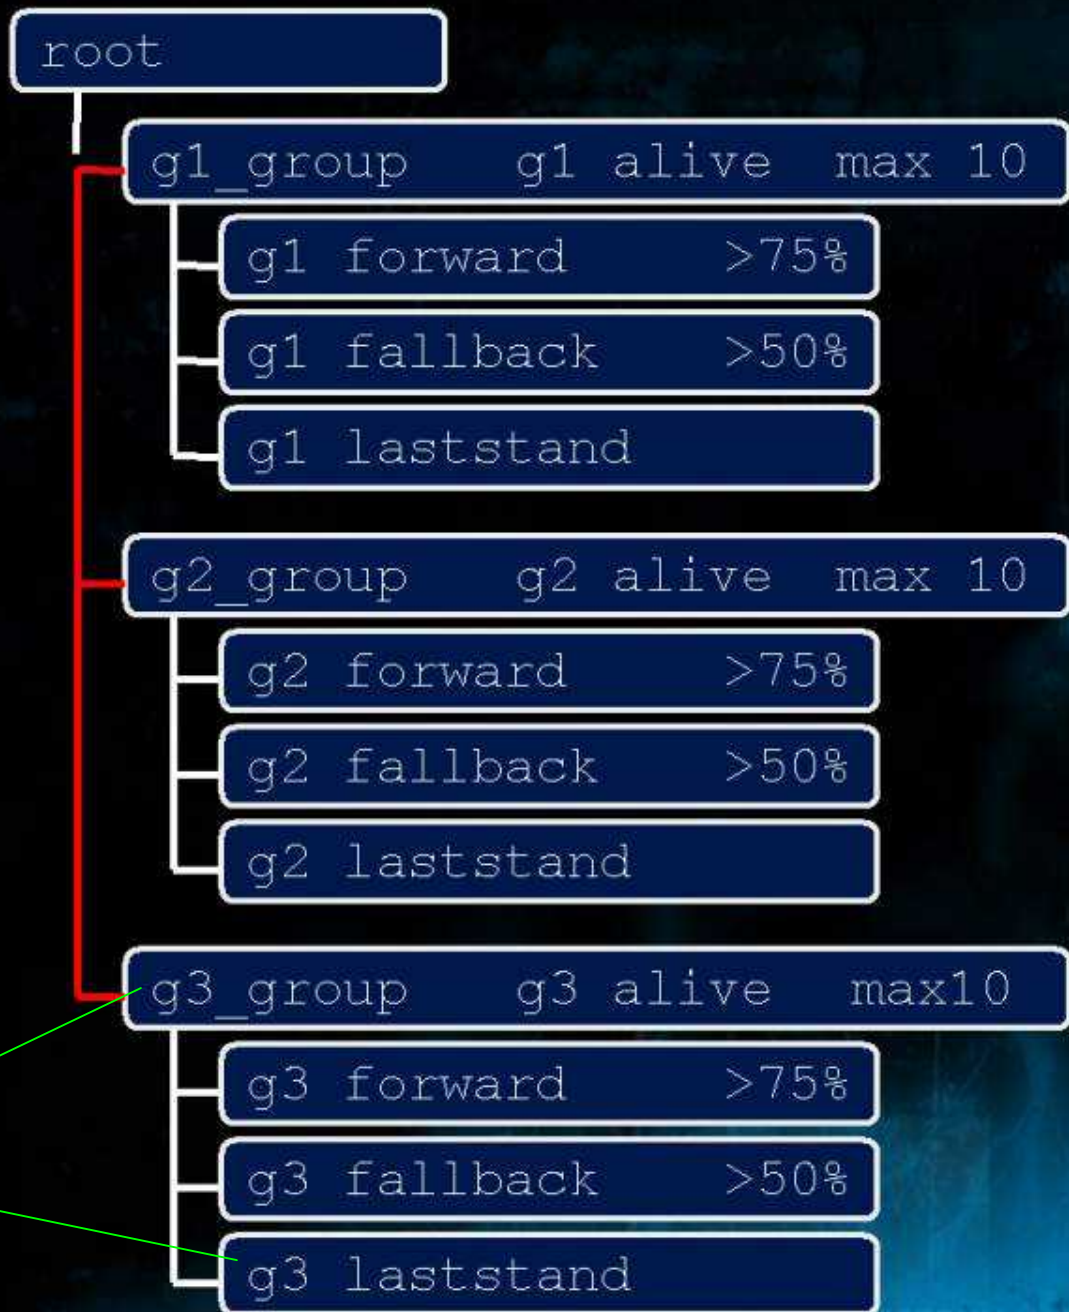 root
g1_group g1 alive max 10
g1 forward >75%
g1 fallback >50%
g1 laststand
g2_group g2 alive max 10
g2 forward >75%
g2 fallback >50%
g2 laststand
g3_group g3 alive max10
g3 forward >75%
g3 fallback >50%
g3 laststand